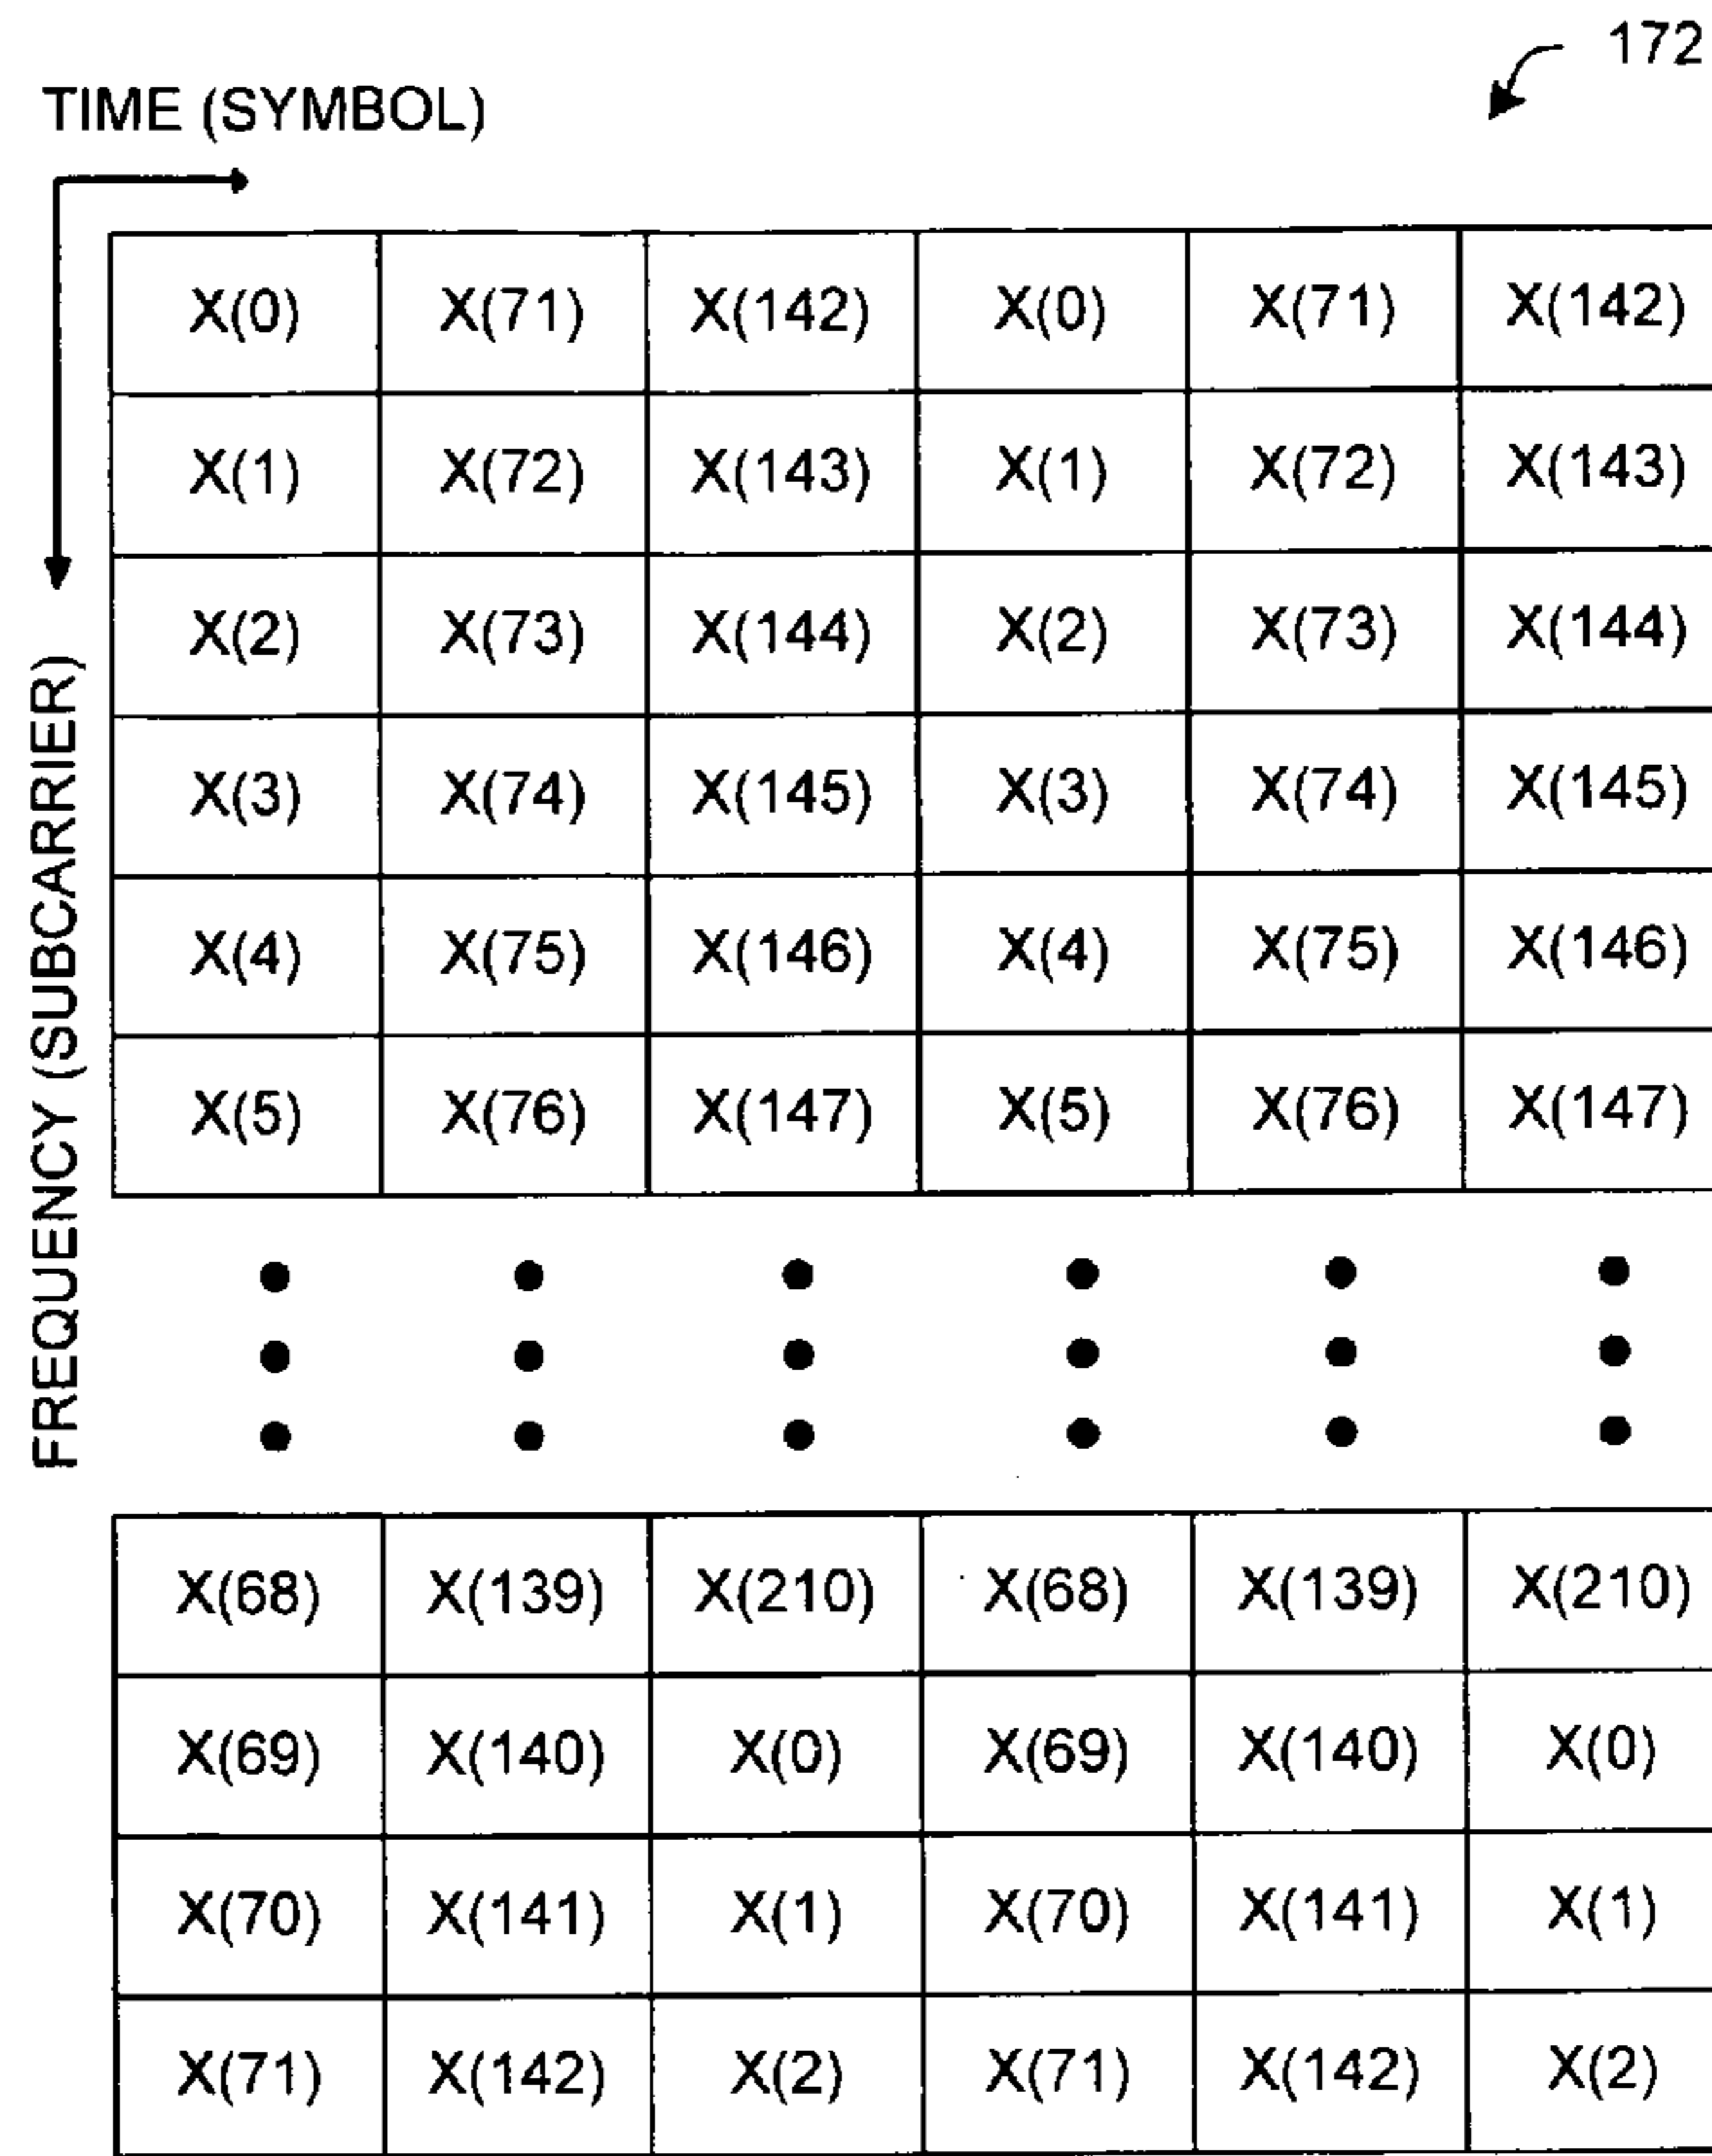 172
TIME (SYMBOL)
FREQUENCY (SUBCARRIER)
X(0) X(71) X(142) X(0) X(71) X(142)
X(1) X(72) X(143) X(1) X(72) X(143)
X(2) X(73) X(144) X(2) X(73) X(144)
X(3) X(74) X(145) X(3) X(74) X(145)
X(4) X(75) X(146) X(4) X(75) X(146)
X(5) X(76) X(147) X(5) X(76) X(147)
X(68) X(139) X(210) X(68) X(139) X(210)
X(69) X(140) X(0) X(69) X(140) X(0)
X(70) X(141) X(1) X(70) X(141) X(1)
X(71) X(142) X(2) X(71) X(142) X(2)